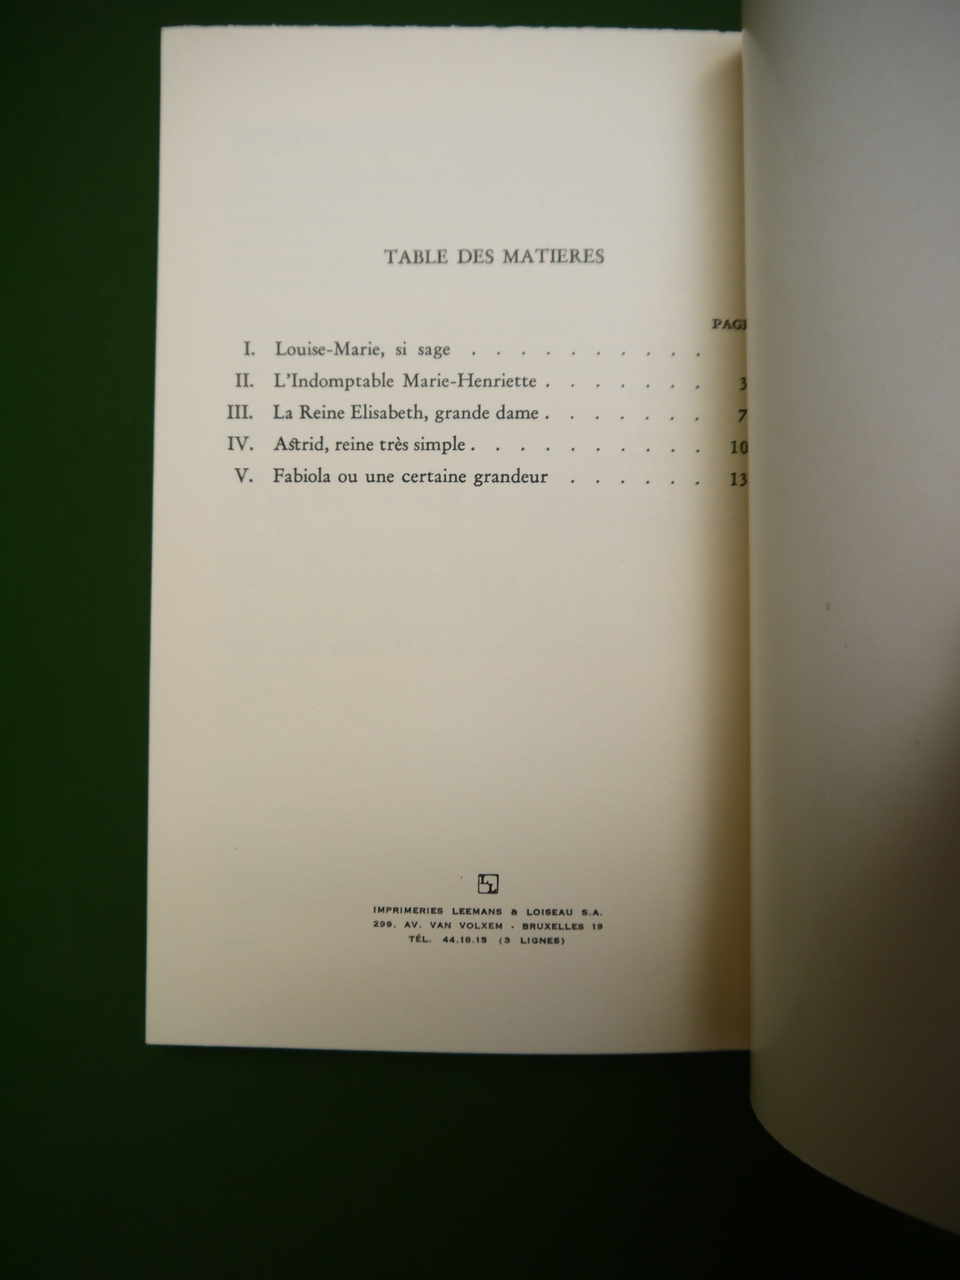 TABLE DES MATIERES
PAGE
I. Louise-Marie, si sage . . . . . . . . . .
II. L'Indomptable Marie-Henriette . . . . . . . 3
III. La Reine Elisabeth, grande dame . . . . . . . 7
IV. Astrid, reine très simple . . . . . . . . . . 10
V. Fabiola ou une certaine grandeur . . . . . . 13
LL
IMPRIMERIES LEEMANS & LOISEAU S.A.
299, AV. VAN VOLXEM - BRUXELLES 19
TÉL. 44.18.15 (3 LIGNES)